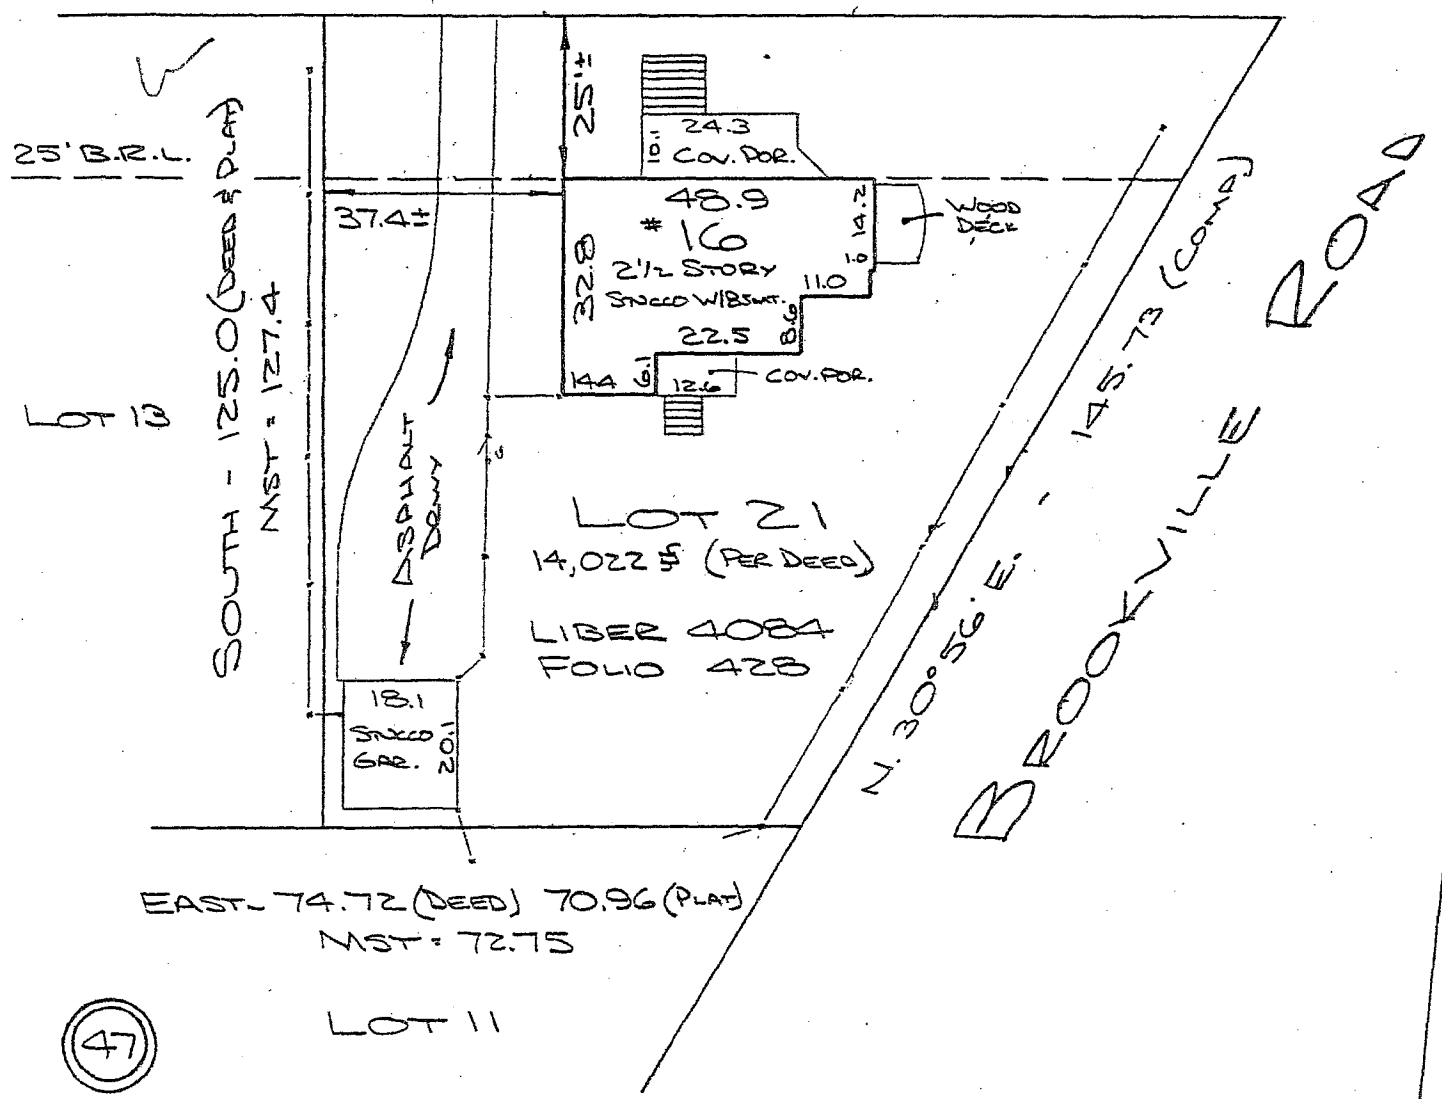 25' B.R.L.
SOUTH - 125.0 (DEED & PLAT)
MST = 127.4
25'±
37.4±
24.3
10.1
COV. POR.
48.9
# 16
2 1/2 STORY
STUCCO W/BSMT.
32.8
14.2
1.0
11.0
8.6
22.5
6.1
14.4
12.6
COV. POR.
WOOD
DECK
LOT 13
ASPHALT
DRWY
G
LOT 21
14,022 SF (PER DEED)
LIBER 4084
FOLIO 428
18.1
STUCCO
GAR.
20.1
N. 30° 56' E. - 145.73 (COMP)
BROOKVILLE ROAD
EAST - 74.72 (DEED) 70.96 (PLAT)
MST = 72.75
LOT 11
47